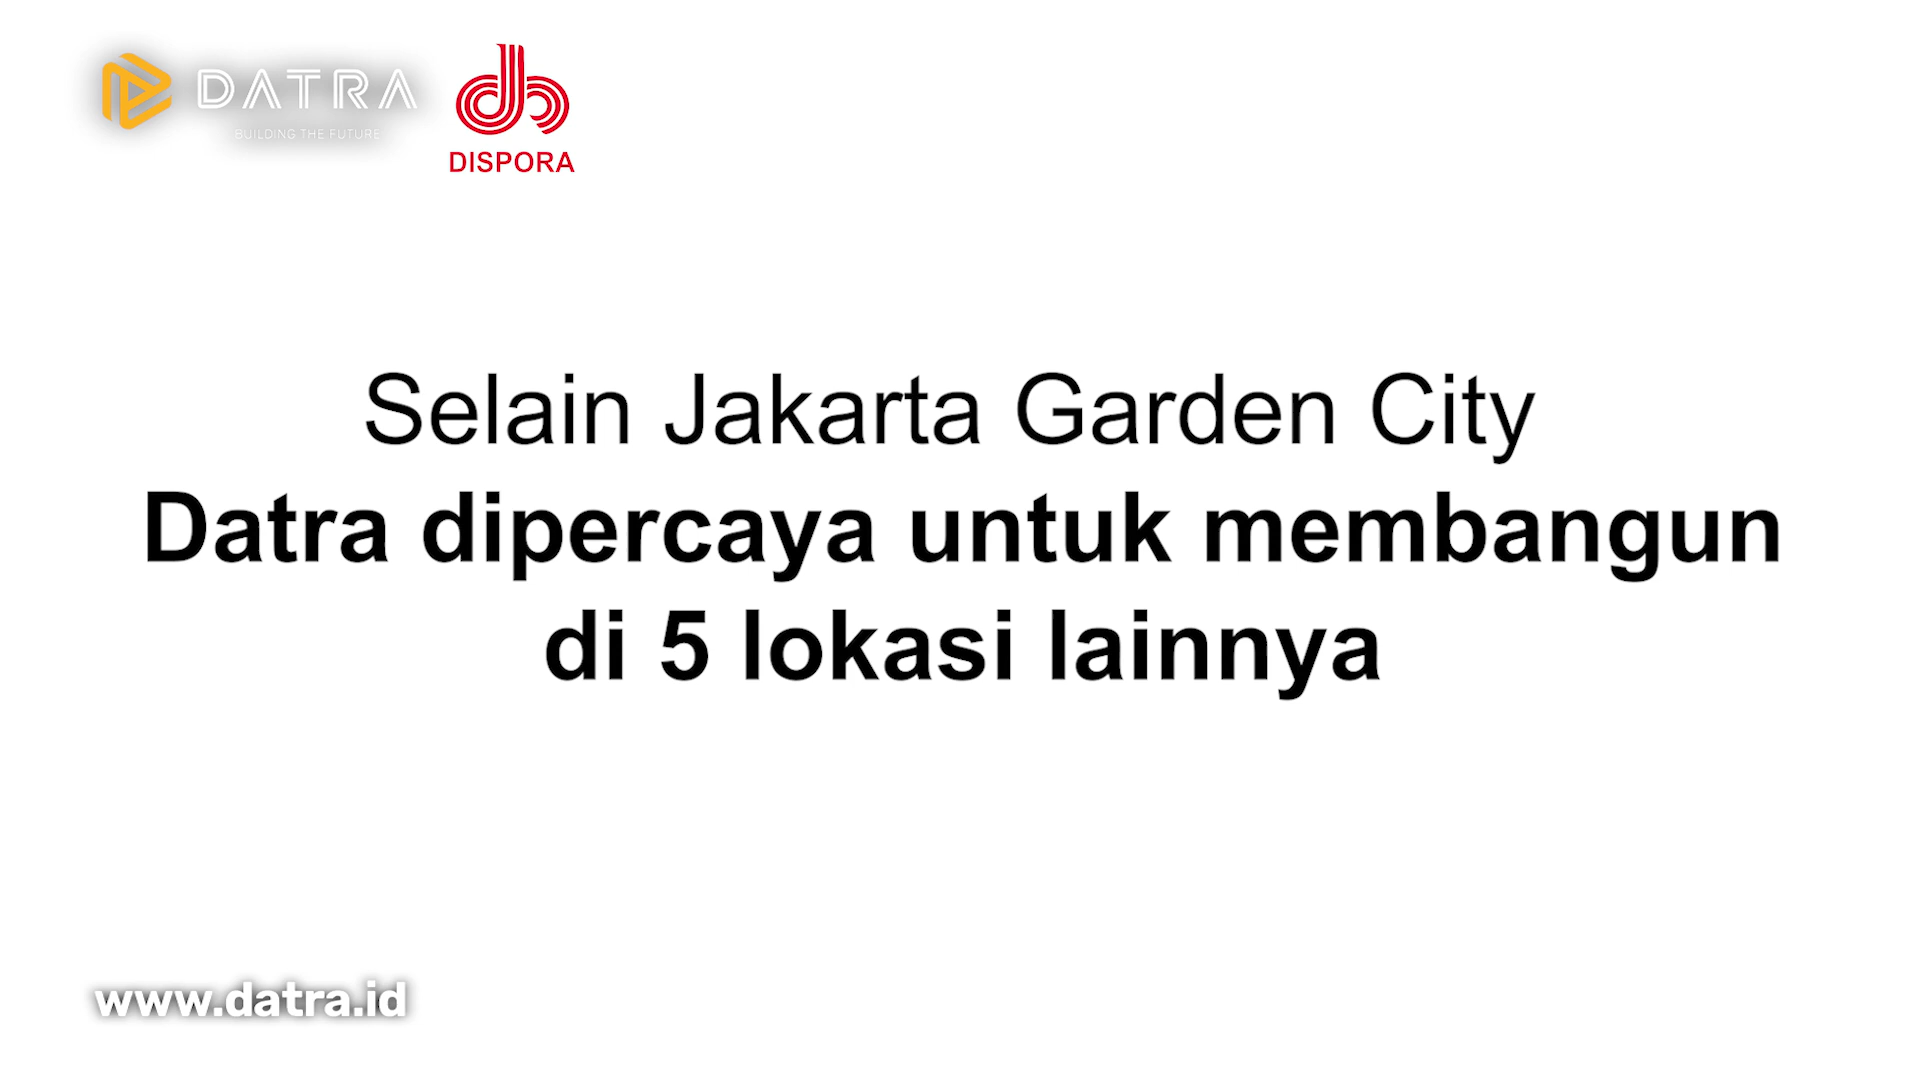 DATRA
BUILDING THE FUTURE
DISPORA
Selain Jakarta Garden City
Datra dipercaya untuk membangun
di 5 lokasi lainnya
www.datra.id